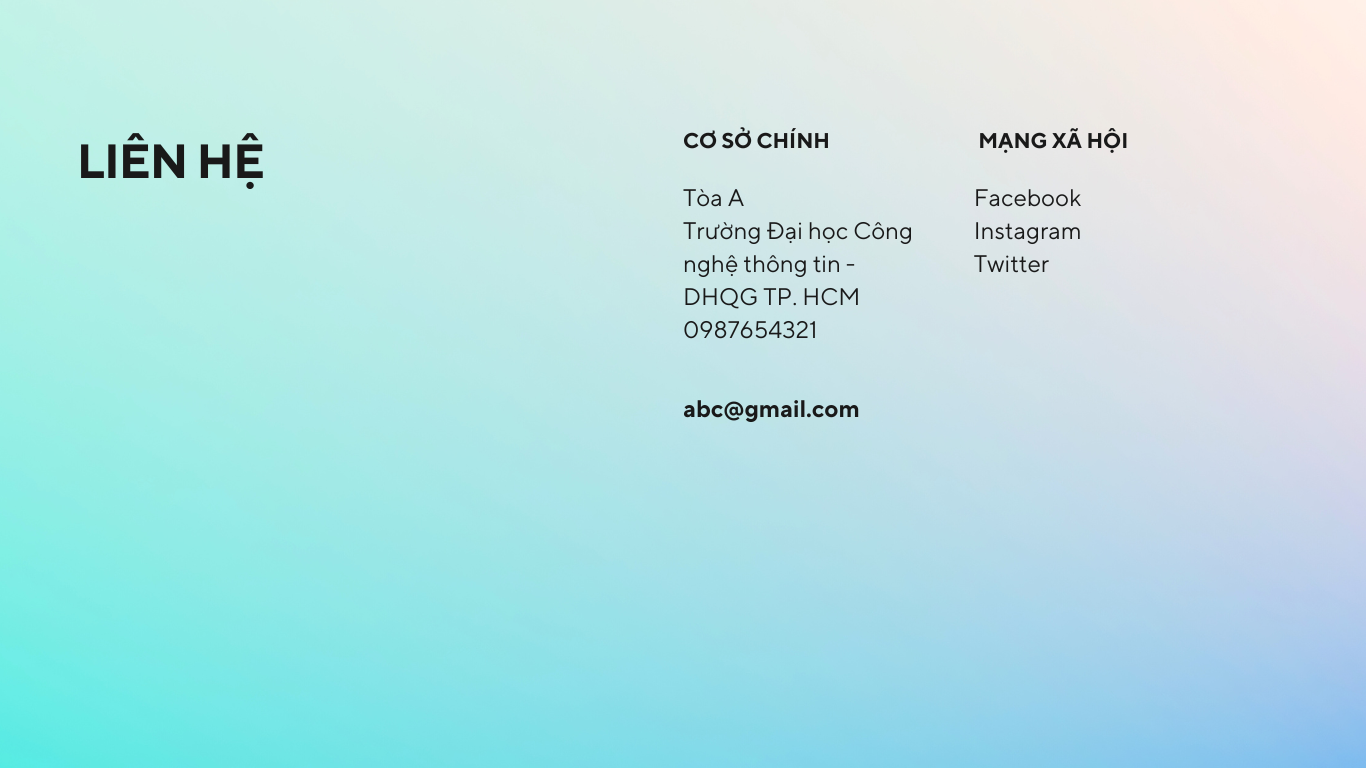 LIÊN HỆ
CƠ SỞ CHÍNH
Tòa A
Trường Đại học Công
nghệ thông tin -
DHQG TP. HCM
0987654321
abc@gmail.com
MẠNG XÃ HỘI
Facebook
Instagram
Twitter